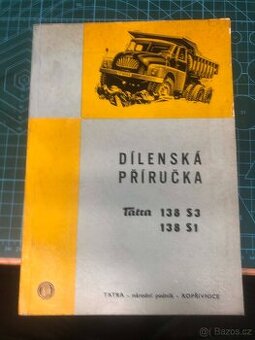 DÍLENSKÁ
PŘÍRUČKA
Tatra 138 S3
138 S1
TATRA - národní podnik - KOPŘIVNICE
Bazoš.cz